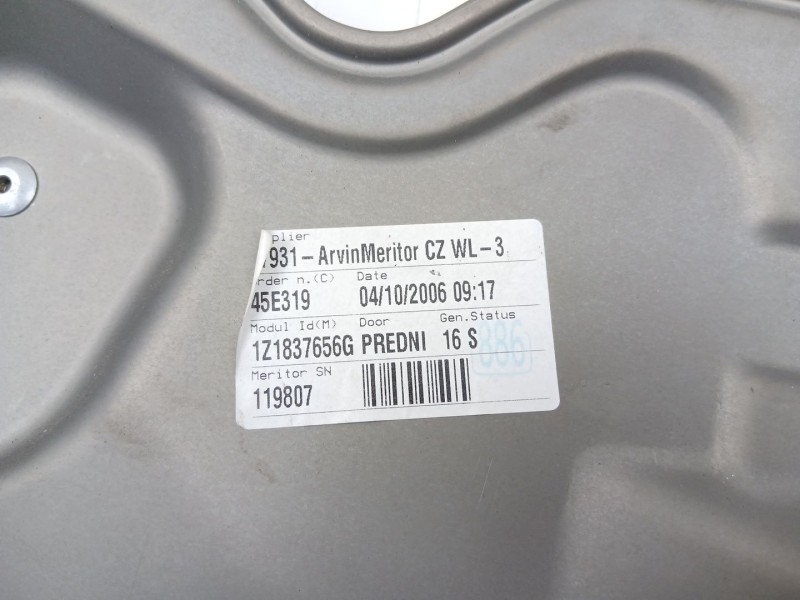 plier
931-ArvinMeritor CZ WL-3
rder n.(C) Date
45E319 04/10/2006 09:17
Modul Id(M) Door Gen.Status
1Z1837656G PREDNI 16 S
886
Meritor SN
119807